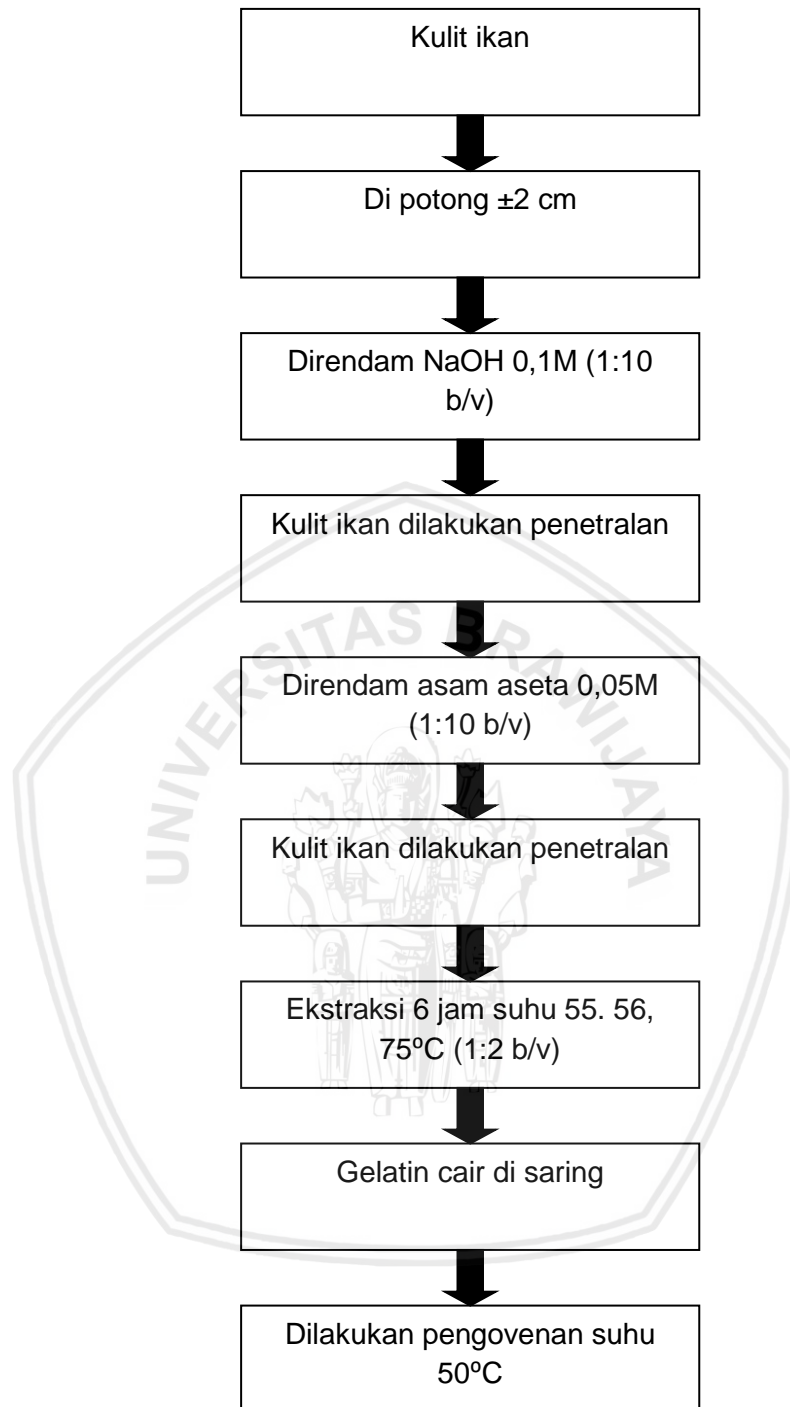 Kulit ikan
Di potong ±2 cm
Direndam NaOH 0,1M (1:10
b/v)
Kulit ikan dilakukan penetralan
UNIVERSITAS BRAWIJAYA
Direndam asam aseta 0,05M
(1:10 b/v)
Kulit ikan dilakukan penetralan
Ekstraksi 6 jam suhu 55. 56,
75ºC (1:2 b/v)
Gelatin cair di saring
Dilakukan pengovenan suhu
50ºC